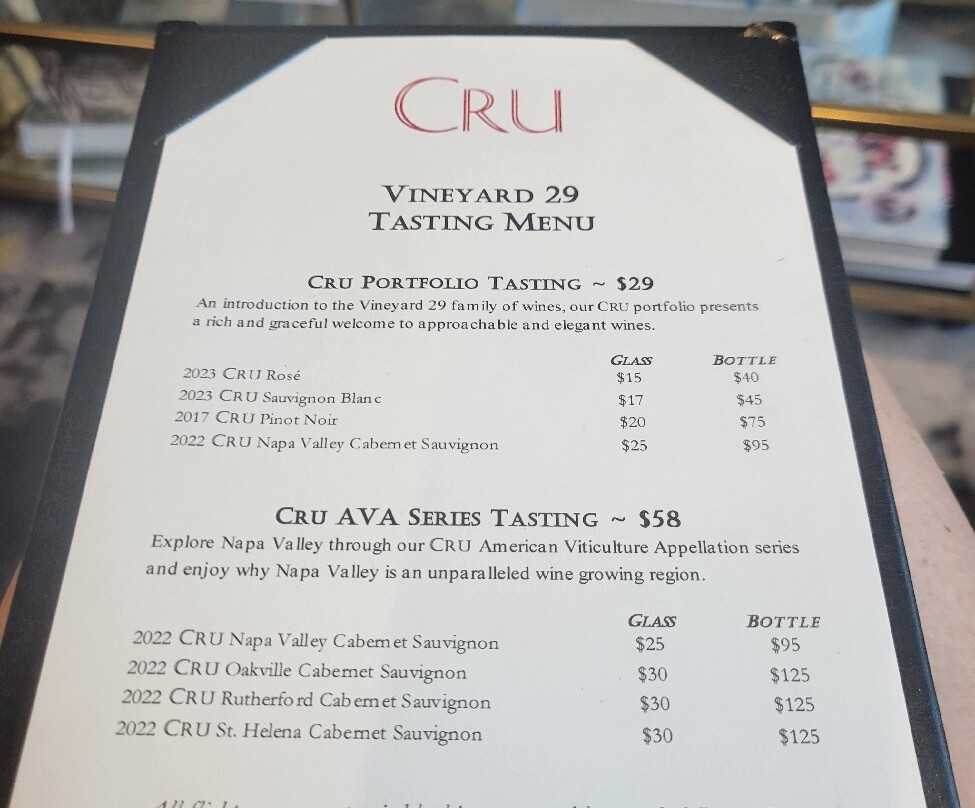 CRU
VINEYARD 29
TASTING MENU
CRU PORTFOLIO TASTING ~ $29
An introduction to the Vineyard 29 family of wines, our CRU portfolio presents
a rich and graceful welcome to approachable and elegant wines.
GLASS BOTTLE
2023 CRU Rosé $15 $40
2023 CRU Sauvignon Blanc $17 $45
2017 CRU Pinot Noir $20 $75
2022 CRU Napa Valley Cabernet Sauvignon $25 $95
CRU AVA SERIES TASTING ~ $58
Explore Napa Valley through our CRU American Viticulture Appellation series
and enjoy why Napa Valley is an unparalleled wine growing region.
GLASS BOTTLE
2022 CRU Napa Valley Cabernet Sauvignon $25 $95
2022 CRU Oakville Cabernet Sauvignon $30 $125
2022 CRU Rutherford Cabernet Sauvignon $30 $125
2022 CRU St. Helena Cabernet Sauvignon $30 $125